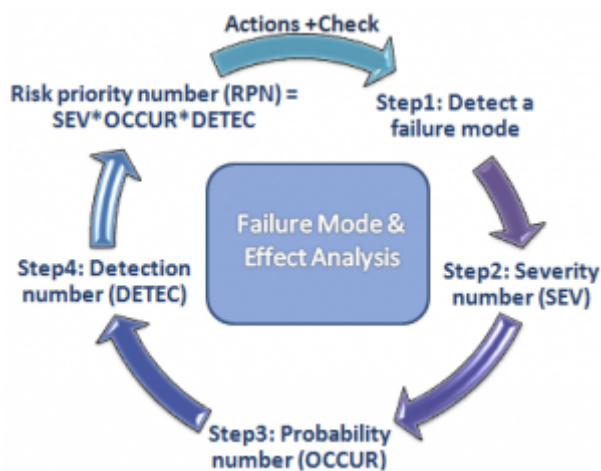 Actions +Check
Step1: Detect a
failure mode
Step2: Severity
number (SEV)
Step3: Probability
number (OCCUR)
Step4: Detection
number (DETEC)
Risk priority number (RPN) =
SEV*OCCUR*DETEC
Failure Mode &
Effect Analysis